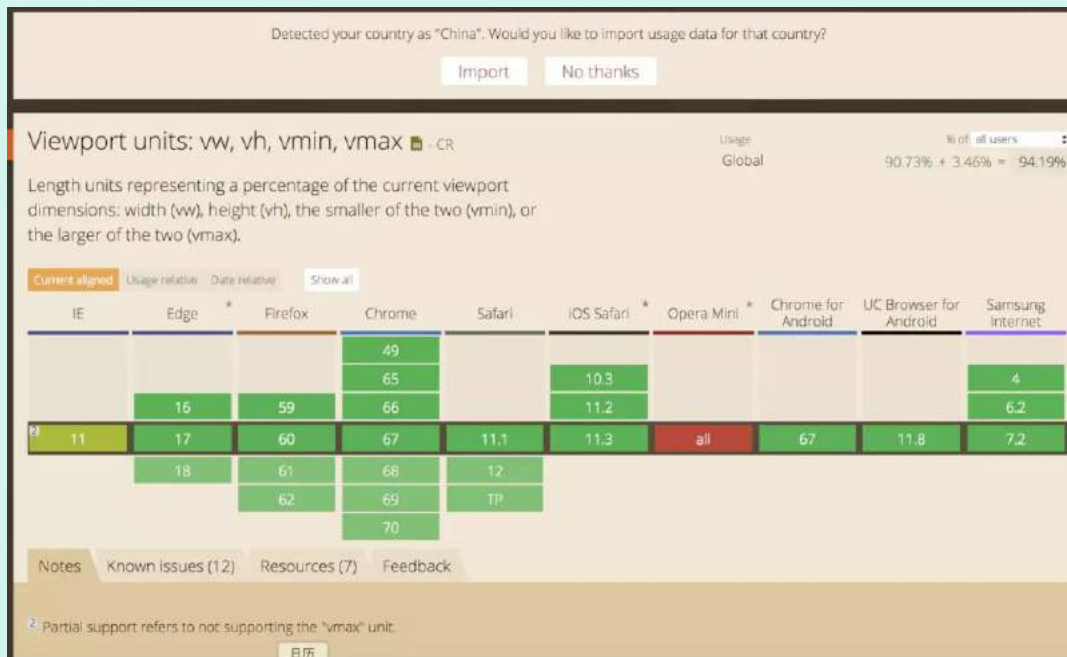 Detected your country as "China". Would you like to import usage data for that country?
Import No thanks
Viewport units: vw, vh, vmin, vmax - CR
Usage % of all users
Global 90.73% + 3.46% = 94.19%
Length units representing a percentage of the current viewport
dimensions: width (vw), height (vh), the smaller of the two (vmin), or
the larger of the two (vmax).
Current aligned Usage relative Date relative Show all
IE Edge * Firefox Chrome Safari iOS Safari * Opera Mini * Chrome for Android UC Browser for Android Samsung Internet
49
65 10.3 4
16 59 66 11.2 6.2
2 11 17 60 67 11.1 11.3 all 67 11.8 7.2
18 61 68 12
62 69 TP
70
Notes Known issues (12) Resources (7) Feedback
2 Partial support refers to not supporting the "vmax" unit.
日历